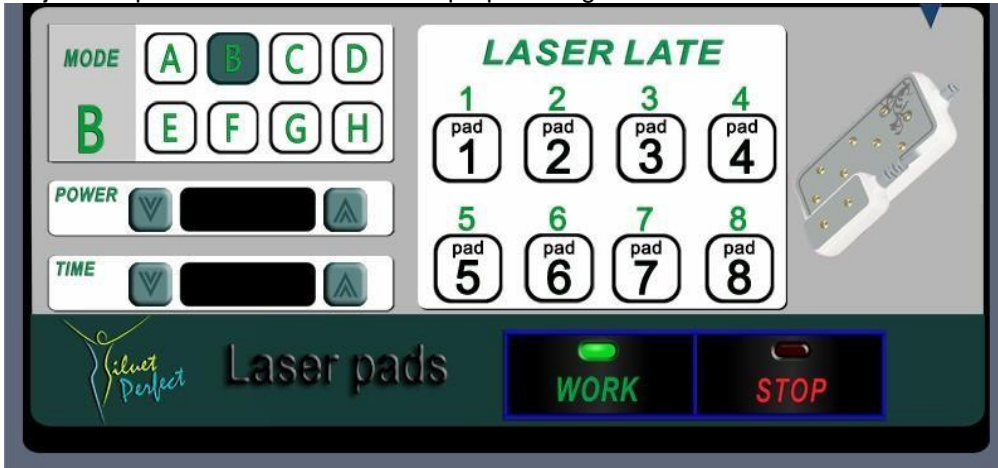 MODE
A B C D
B
E F G H
POWER
TIME
LASER LATE
1 2 3 4
pad 1 pad 2 pad 3 pad 4
5 6 7 8
pad 5 pad 6 pad 7 pad 8
Siluet
Perfect
Laser pads
WORK
STOP